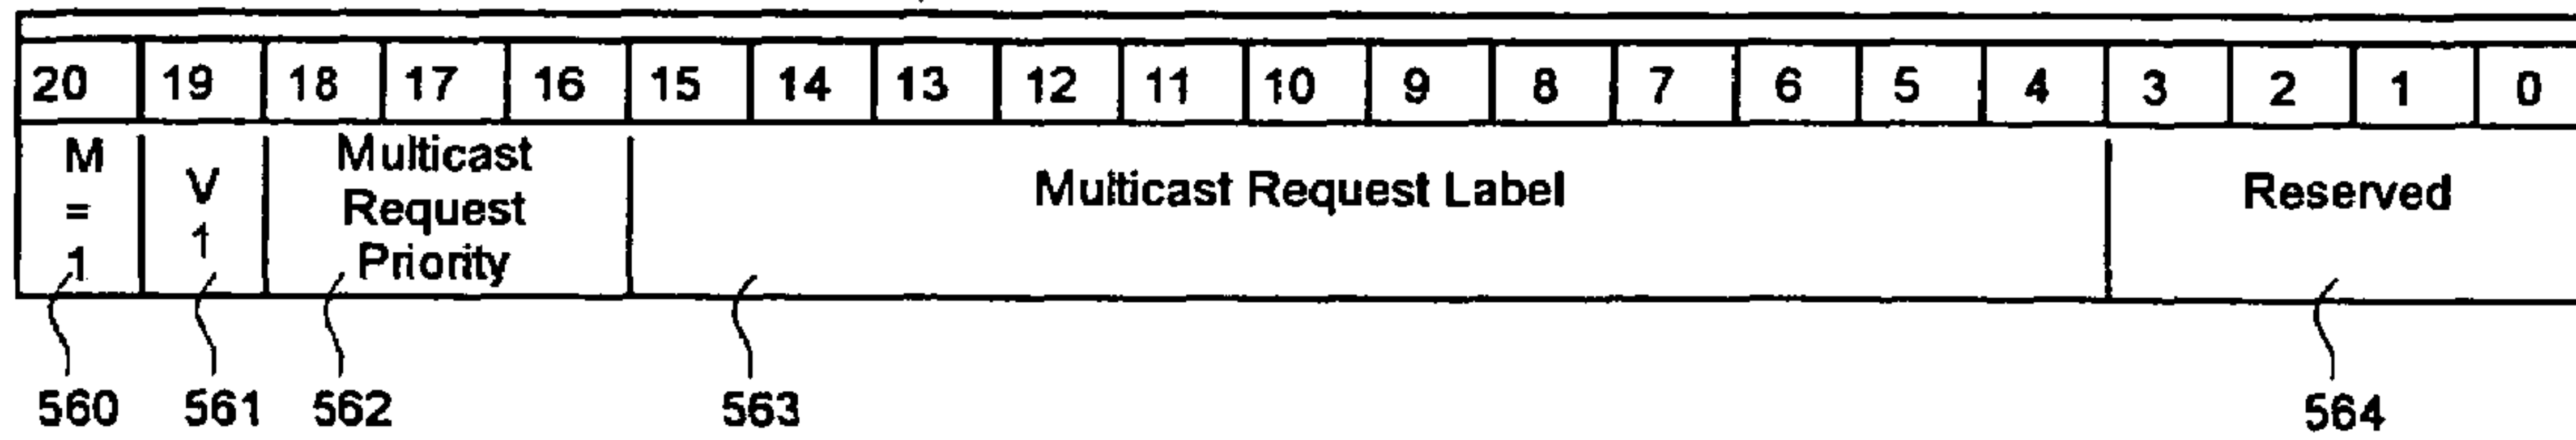 20 19 18 17 16 15 14 13 12 11 10 9 8 7 6 5 4 3 2 1 0
M
=
1
V
1
Multicast
Request
Priority
Multicast Request Label
Reserved
560 561 562 563 564